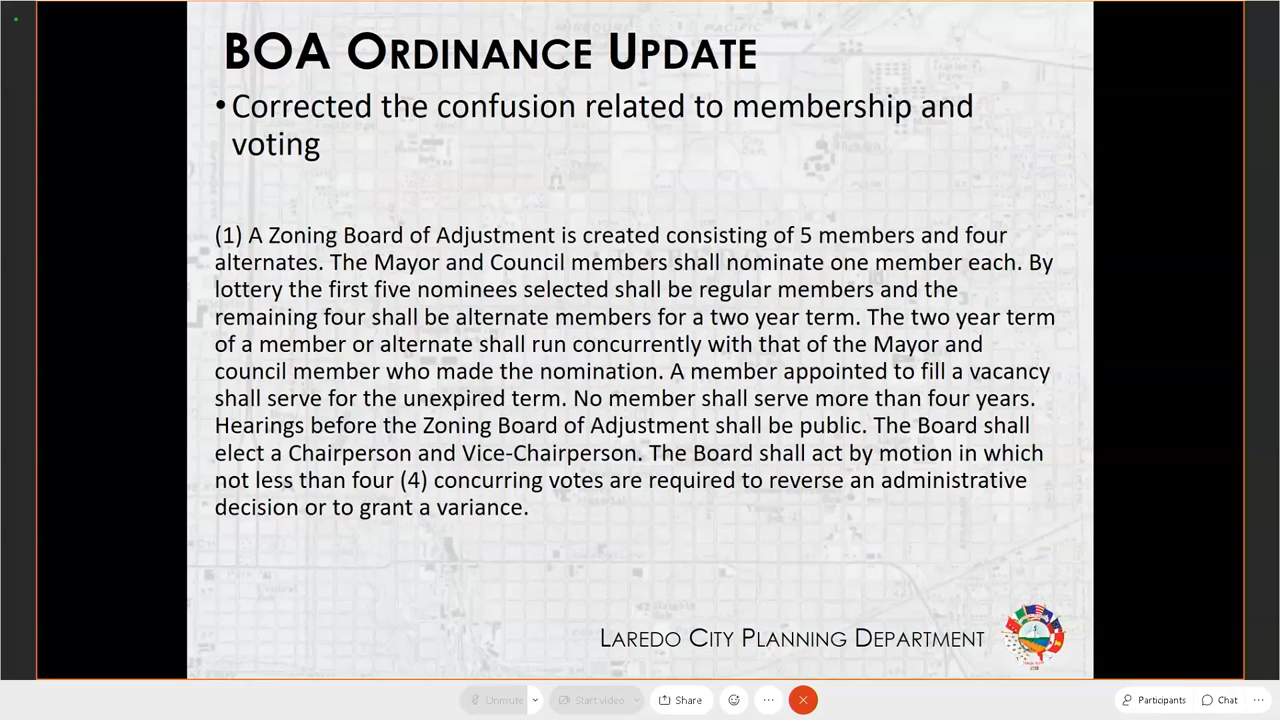 BOA ORDINANCE UPDATE
• Corrected the confusion related to membership and
voting
(1) A Zoning Board of Adjustment is created consisting of 5 members and four
alternates. The Mayor and Council members shall nominate one member each. By
lottery the first five nominees selected shall be regular members and the
remaining four shall be alternate members for a two year term. The two year term
of a member or alternate shall run concurrently with that of the Mayor and
council member who made the nomination. A member appointed to fill a vacancy
shall serve for the unexpired term. No member shall serve more than four years.
Hearings before the Zoning Board of Adjustment shall be public. The Board shall
elect a Chairperson and Vice-Chairperson. The Board shall act by motion in which
not less than four (4) concurring votes are required to reverse an administrative
decision or to grant a variance.
LAREDO CITY PLANNING DEPARTMENT
Unmute
Start video
Share
Participants
Chat